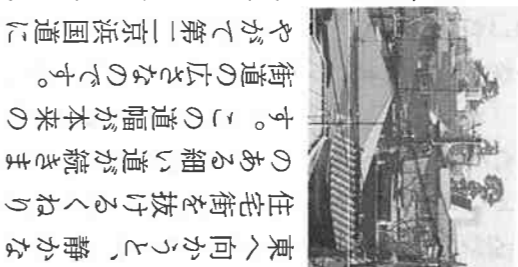 東へ向かうと、静かな
住宅街を抜けるくねり
のある細い道が続きま
す。この道幅が本来の
街道の広さなのです。
やがて第一京浜国道に